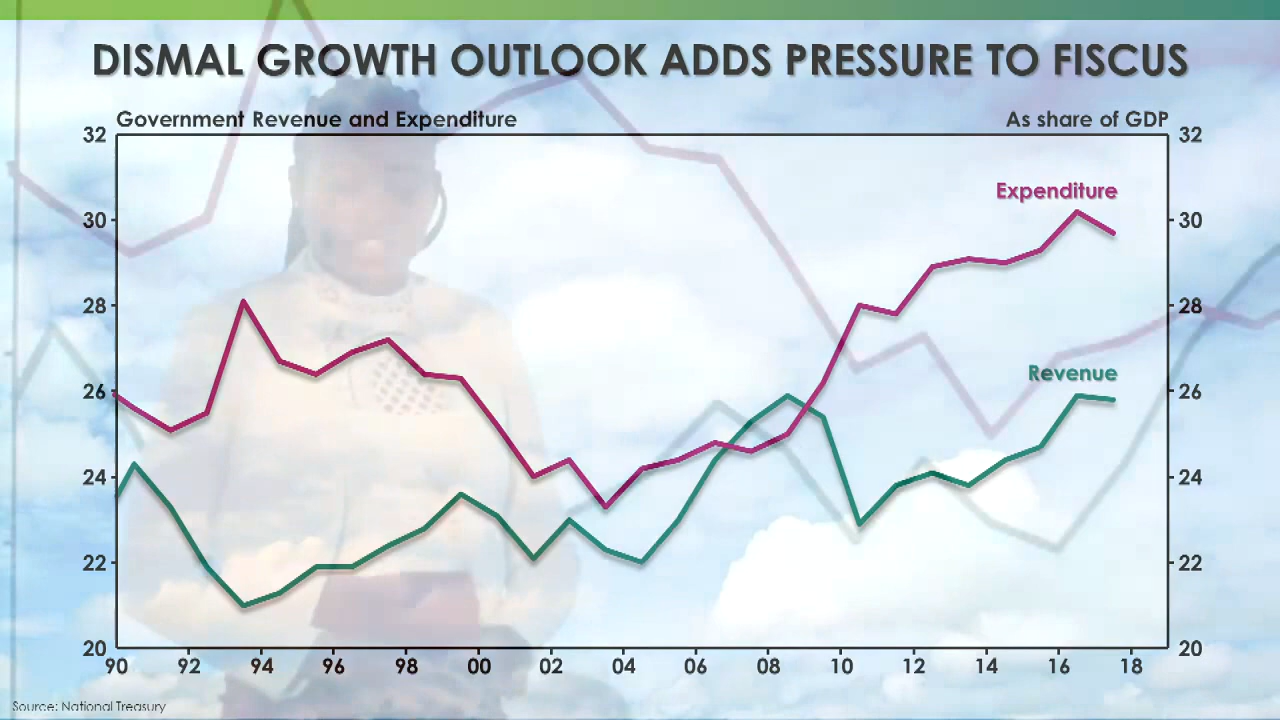 DISMAL GROWTH OUTLOOK ADDS PRESSURE TO FISCUS
Government Revenue and Expenditure As share of GDP
32 32
Expenditure
30 30
28 28
Revenue
26 26
24 24
22 22
20 20
90 92 94 96 98 00 02 04 06 08 10 12 14 16 18
Source: National Treasury